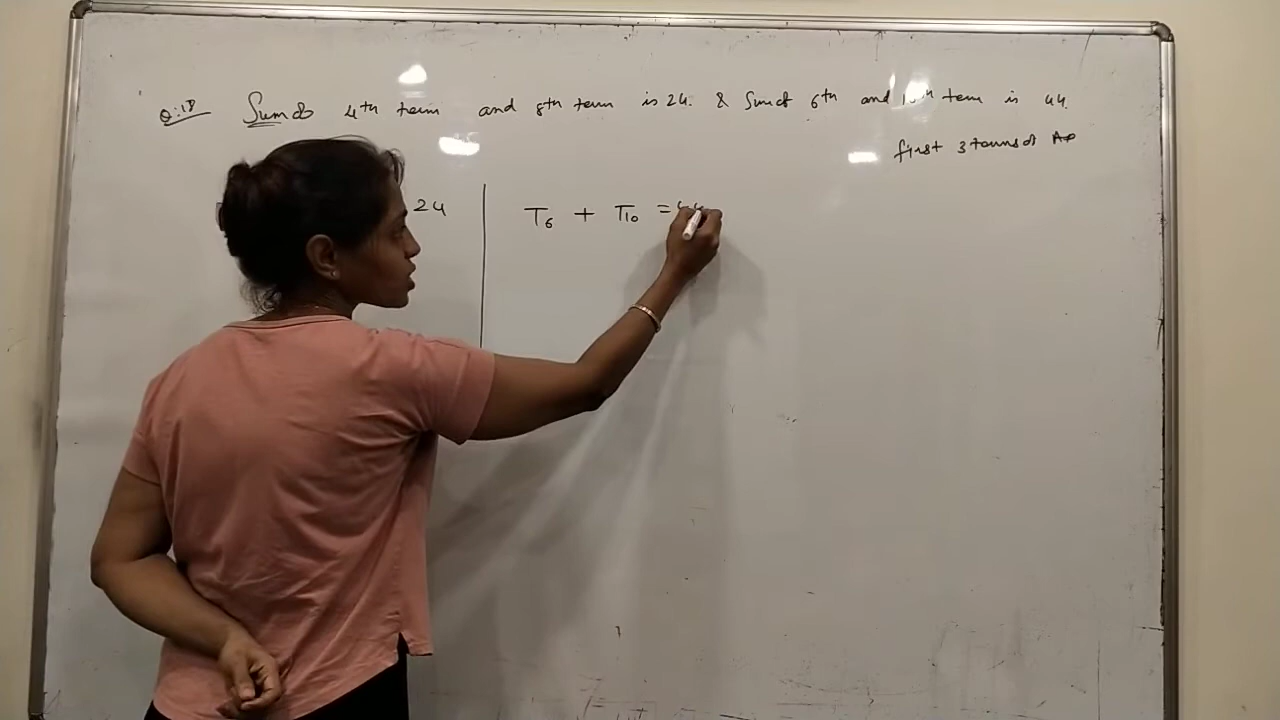 Q:18 Sum of 4th term and 8th term is 24. & Sum of 6th and 10th term is 44.
first 3 terms of AP
24 T6 + T10 = 44